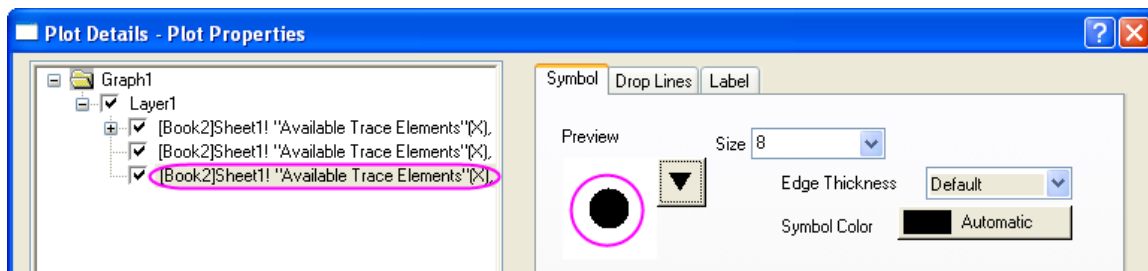 Plot Details - Plot Properties
Graph1
Layer1
[Book2]Sheet1! "Available Trace Elements"(X),
[Book2]Sheet1! "Available Trace Elements"(X),
[Book2]Sheet1! "Available Trace Elements"(X),
Symbol Drop Lines Label
Preview Size 8
Edge Thickness Default
Symbol Color Automatic